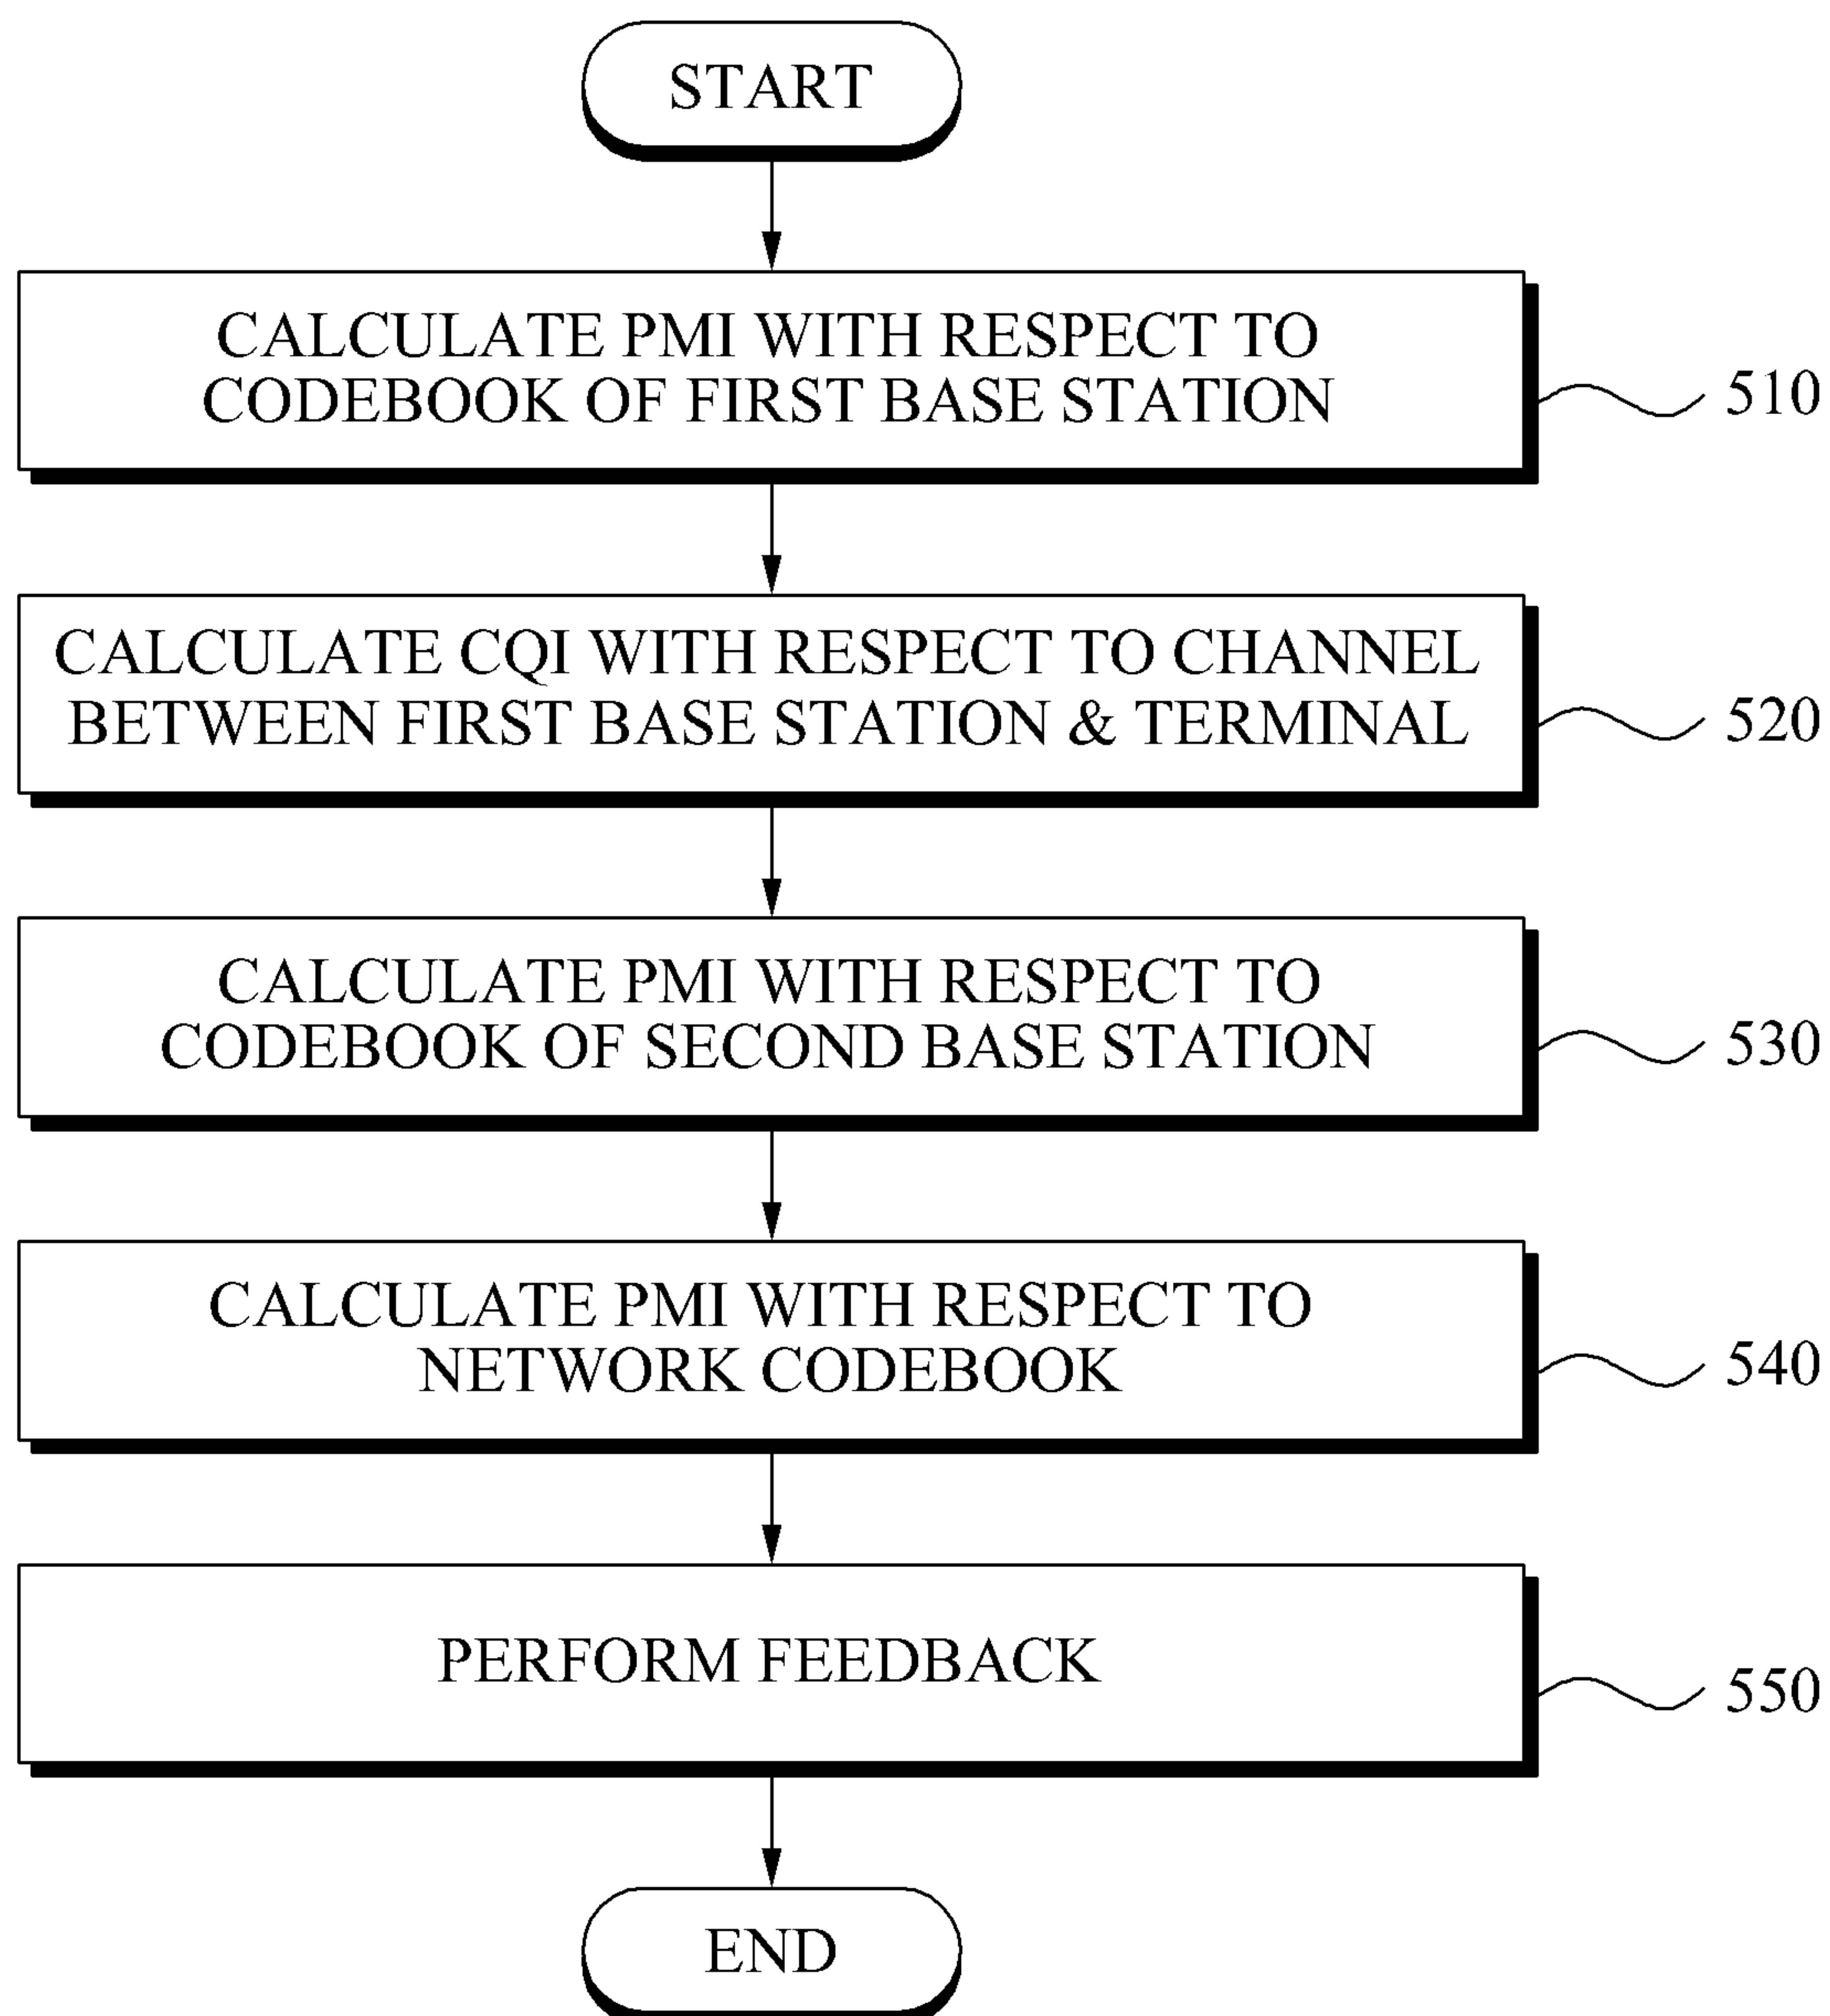 START
CALCULATE PMI WITH RESPECT TO
CODEBOOK OF FIRST BASE STATION
510
CALCULATE CQI WITH RESPECT TO CHANNEL
BETWEEN FIRST BASE STATION & TERMINAL
520
CALCULATE PMI WITH RESPECT TO
CODEBOOK OF SECOND BASE STATION
530
CALCULATE PMI WITH RESPECT TO
NETWORK CODEBOOK
540
PERFORM FEEDBACK
550
END